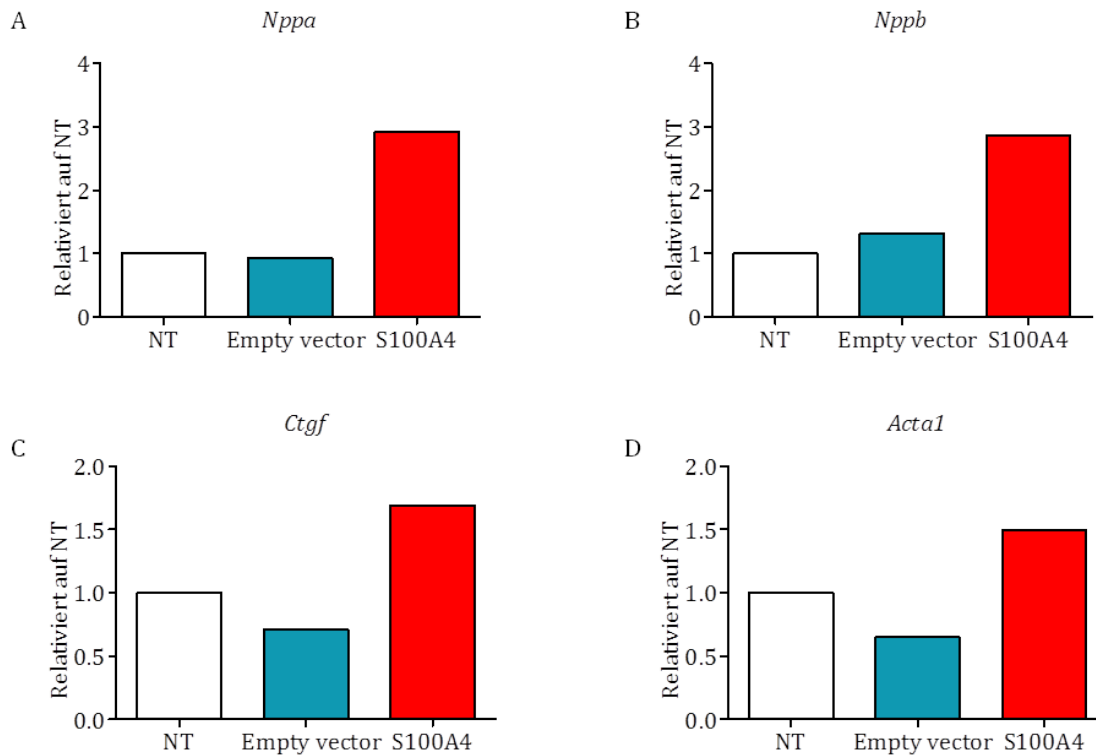 A
Nppa
Relativiert auf NT
4
3
2
1
0
NT Empty vector S100A4
B
Nppb
Relativiert auf NT
4
3
2
1
0
NT Empty vector S100A4
C
Ctgf
Relativiert auf NT
2.0
1.5
1.0
0.5
0.0
NT Empty vector S100A4
D
Acta1
Relativiert auf NT
2.0
1.5
1.0
0.5
0.0
NT Empty vector S100A4